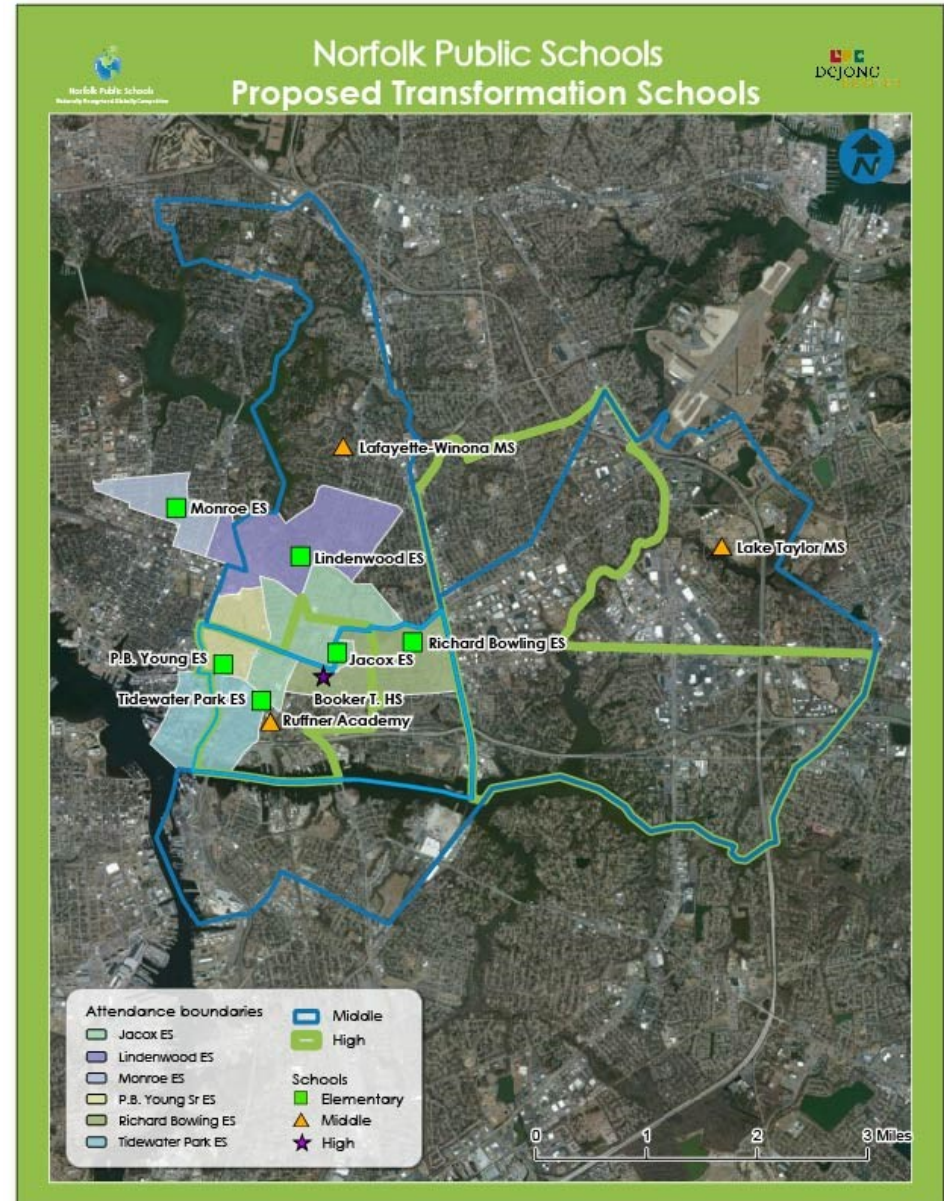 Norfolk Public Schools
Proposed Transformation Schools
Norfolk Public Schools
DEJONG
N
Lafayette-Winona MS
Monroe ES
Lake Taylor MS
Lindenwood ES
Richard Bowling ES
P.B. Young ES
Jacox ES
Tidewater Park ES
Booker T. HS
Ruffner Academy
Attendance boundaries
Jacox ES
Lindenwood ES
Monroe ES
P.B. Young Sr ES
Richard Bowling ES
Tidewater Park ES
Middle
High
Schools
Elementary
Middle
High
0 1 2 3 Miles